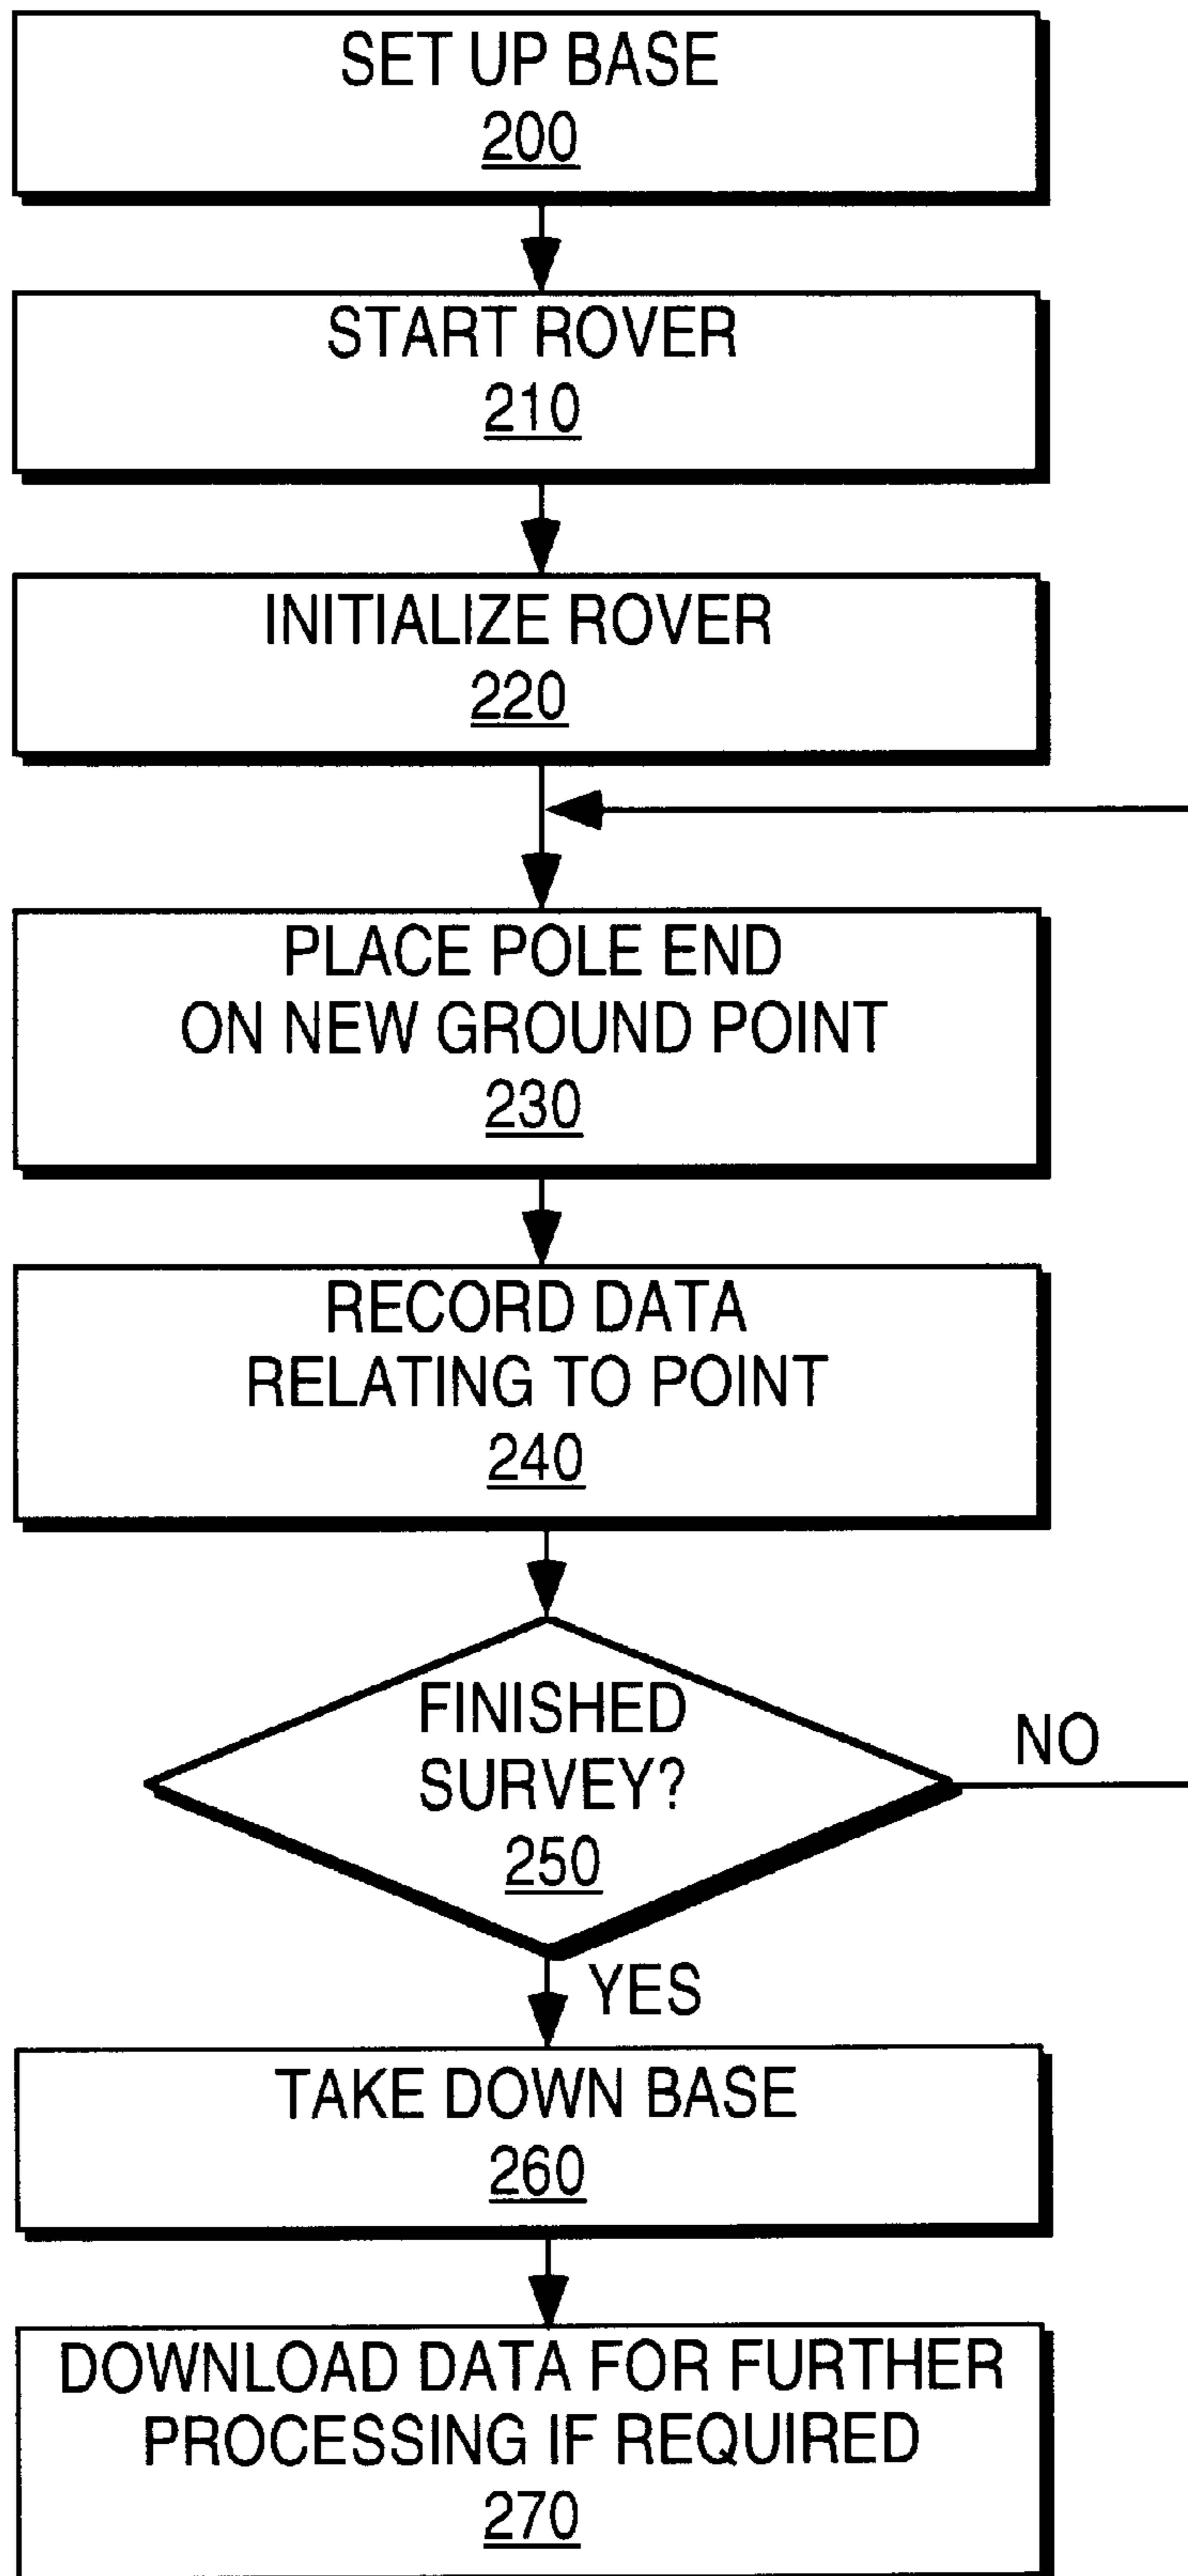 SET UP BASE
200
START ROVER
210
INITIALIZE ROVER
220
PLACE POLE END
ON NEW GROUND POINT
230
RECORD DATA
RELATING TO POINT
240
FINISHED
SURVEY?
250
NO
YES
TAKE DOWN BASE
260
DOWNLOAD DATA FOR FURTHER
PROCESSING IF REQUIRED
270